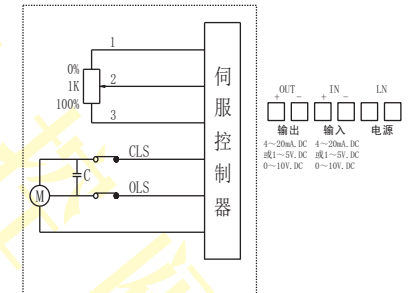 1
0%
1K
2
100%
3
CLS
C
M
OLS
伺服控制器
OUT IN LN
+ − + −
输出 输入 电源
4～20mA.DC 4～20mA.DC
或1～5V.DC 或1～5V.DC
0～10V.DC 0～10V.DC